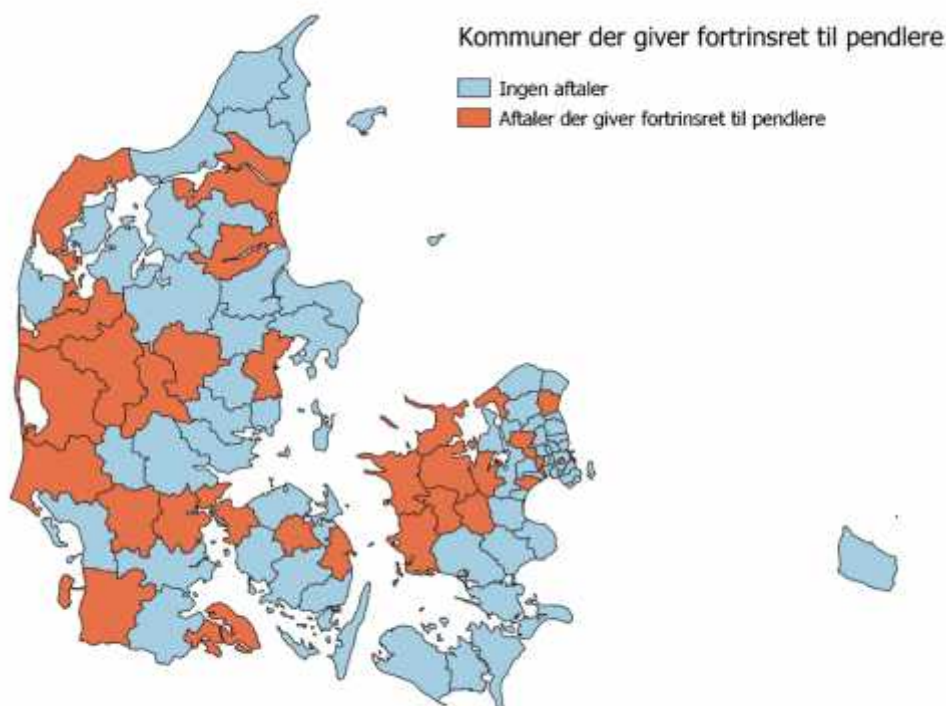 Kommuner der giver fortrinsret til pendlere
Ingen aftaler
Aftaler der giver fortrinsret til pendlere